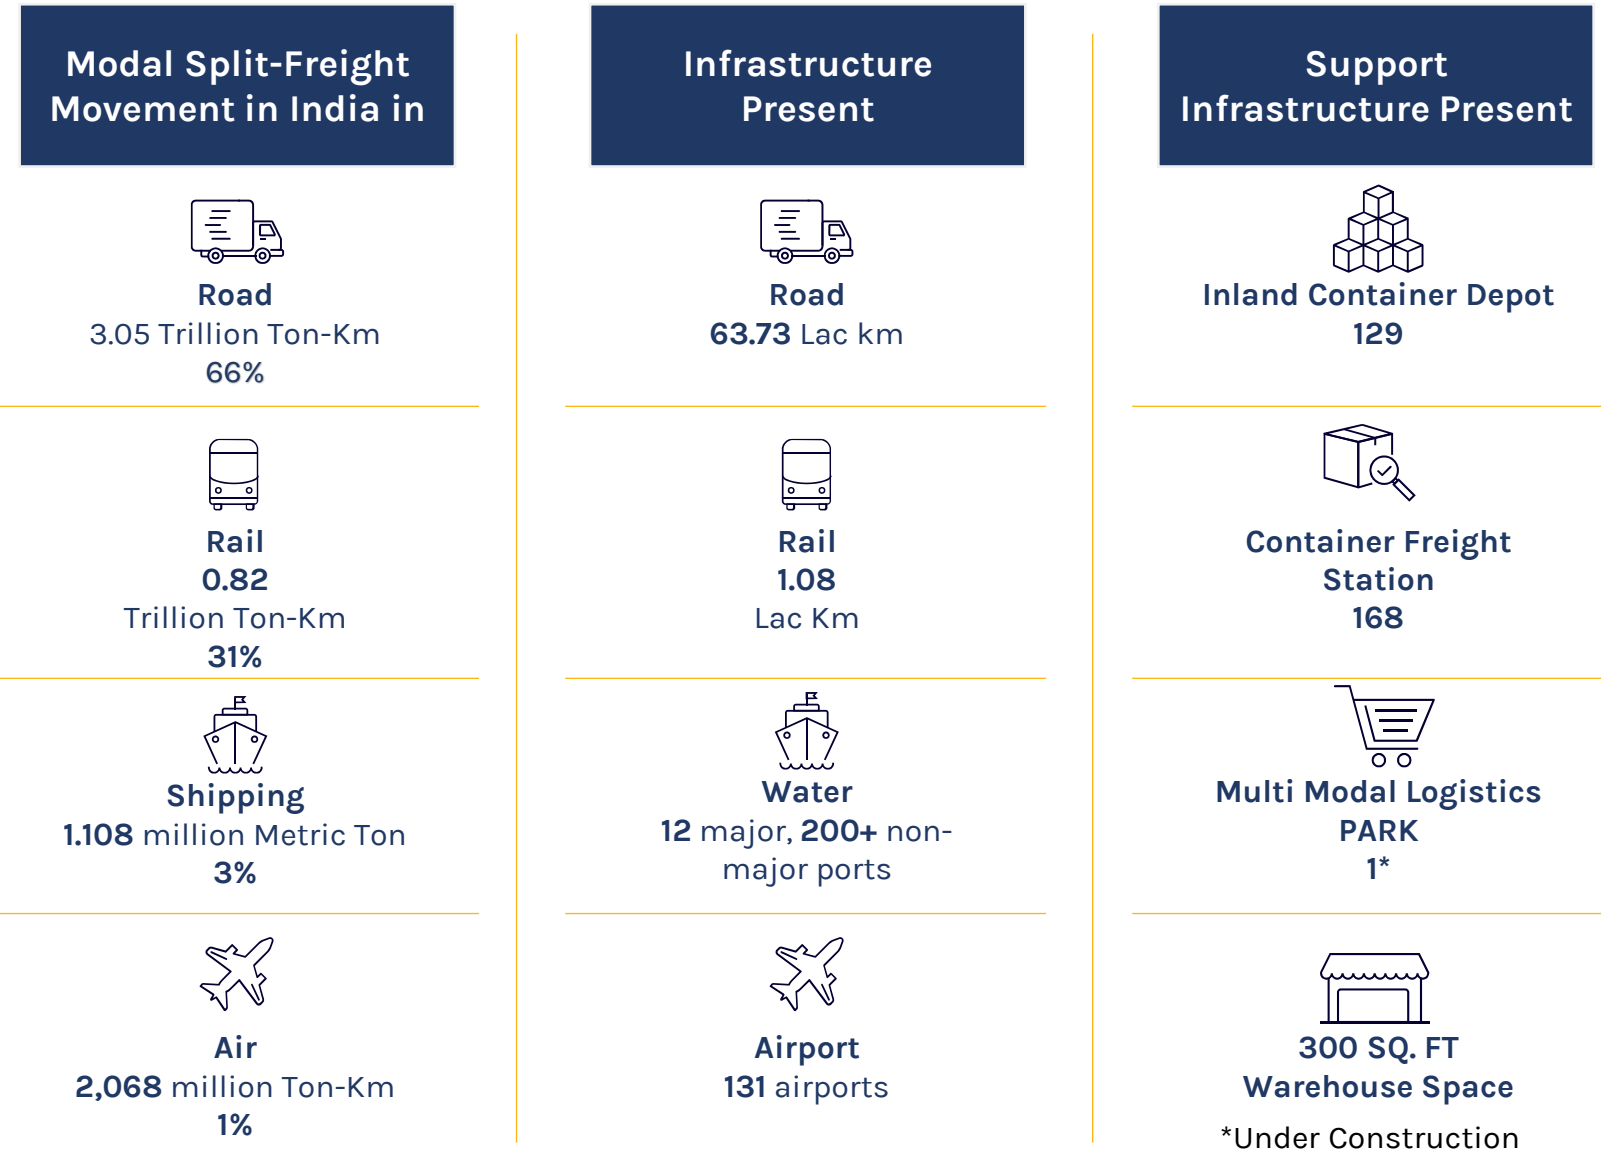 Modal Split-Freight
Movement in India in
Road
3.05 Trillion Ton-Km
66%
Rail
0.82
Trillion Ton-Km
31%
Shipping
1.108 million Metric Ton
3%
Air
2,068 million Ton-Km
1%
Infrastructure
Present
Road
63.73 Lac km
Rail
1.08
Lac Km
Water
12 major, 200+ non-
major ports
Airport
131 airports
Support
Infrastructure Present
Inland Container Depot
129
Container Freight
Station
168
Multi Modal Logistics
PARK
1*
300 SQ. FT
Warehouse Space
*Under Construction